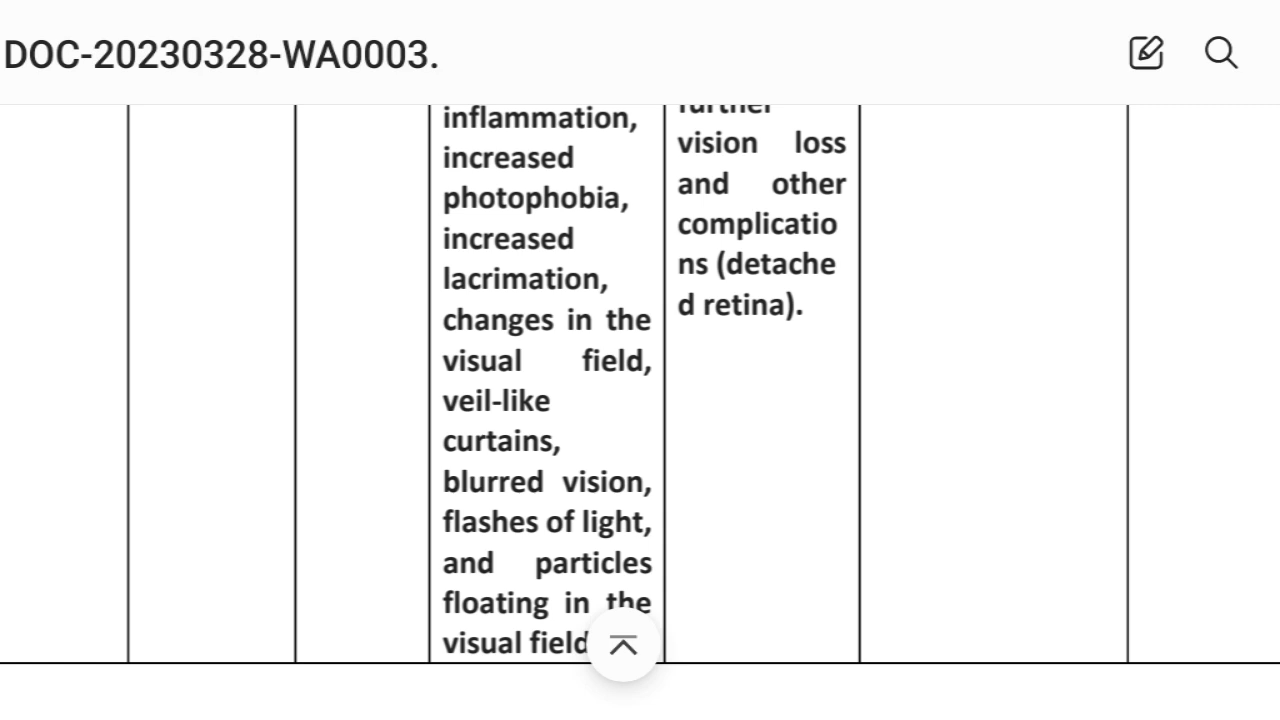 DOC-20230328-WA0003.
inflammation,
increased
photophobia,
increased
lacrimation,
changes in the
visual field,
veil-like
curtains,
blurred vision,
flashes of light,
and particles
floating in the
visual field
further
vision loss
and other
complicatio
ns (detache
d retina).